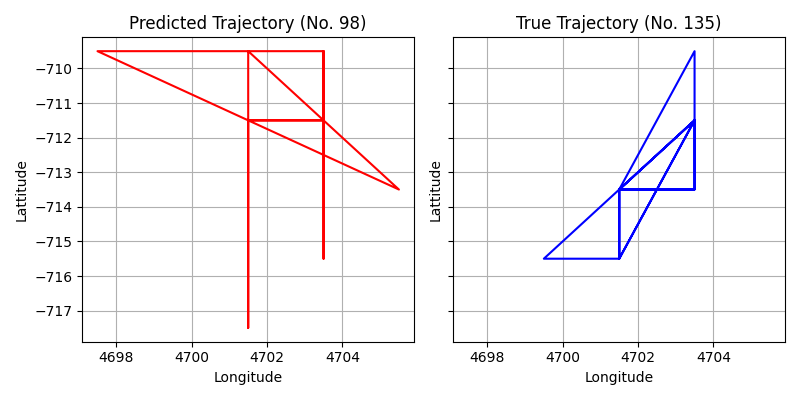 Predicted Trajectory (No. 98)
Lattitude
−710
−711
−712
−713
−714
−715
−716
−717
4698 4700 4702 4704
Longitude
True Trajectory (No. 135)
Lattitude
4698 4700 4702 4704
Longitude